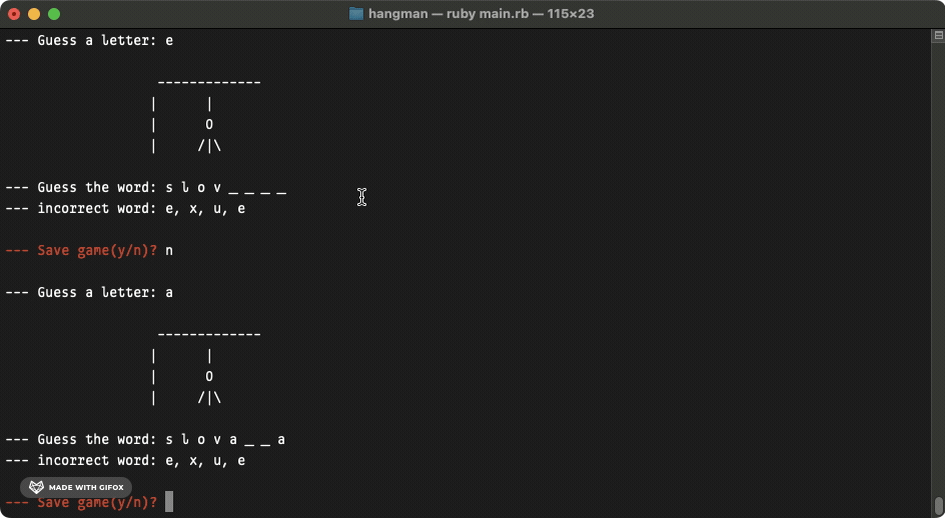 hangman — ruby main.rb — 115×23
--- Guess a letter: e
-------------
|      |
|      O
|     /|\
--- Guess the word: s l o v _ _ _ _
--- incorrect word: e, x, u, e
--- Save game(y/n)? n
--- Guess a letter: a
-------------
|      |
|      O
|     /|\
--- Guess the word: s l o v a _ _ a
--- incorrect word: e, x, u, e
MADE WITH GIFOX
--- Save game(y/n)?